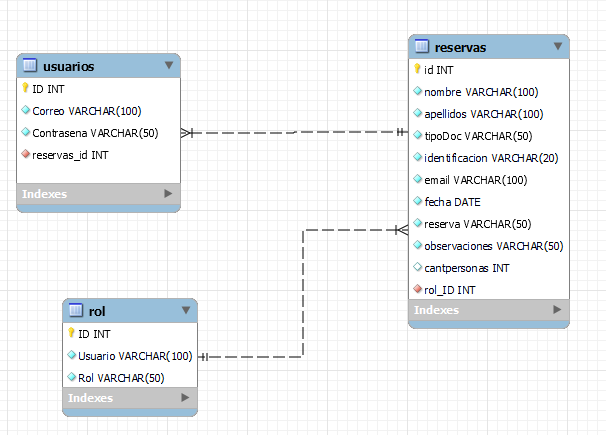 usuarios
ID INT
Correo VARCHAR(100)
Contrasena VARCHAR(50)
reservas_id INT
Indexes
reservas
id INT
nombre VARCHAR(100)
apellidos VARCHAR(100)
tipoDoc VARCHAR(50)
identificacion VARCHAR(20)
email VARCHAR(100)
fecha DATE
reserva VARCHAR(50)
observaciones VARCHAR(50)
cantpersonas INT
rol_ID INT
Indexes
rol
ID INT
Usuario VARCHAR(100)
Rol VARCHAR(50)
Indexes